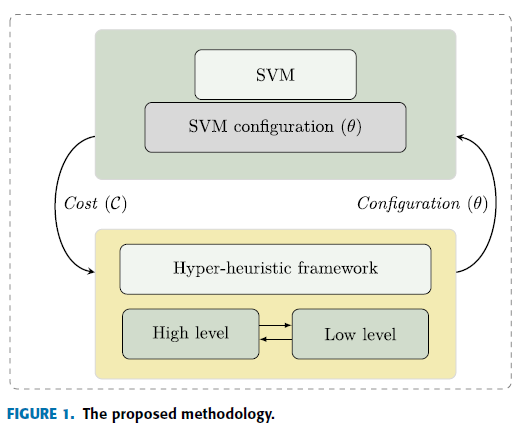 SVM
SVM configuration (θ)
Cost (𝒞)
Configuration (θ)
Hyper-heuristic framework
High level
Low level
FIGURE 1. The proposed methodology.